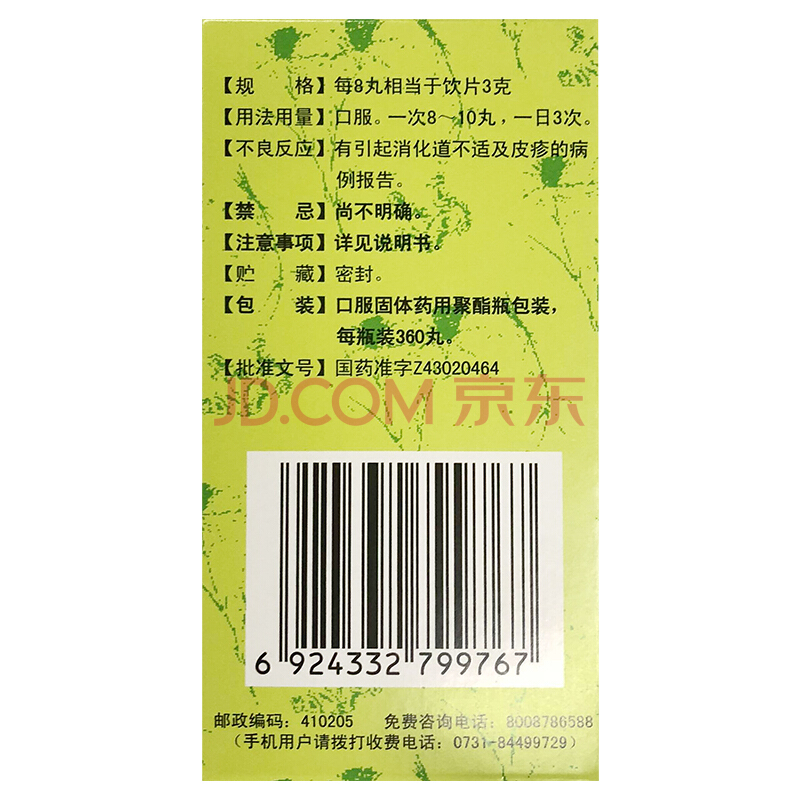 【规　　格】每8丸相当于饮片3克
【用法用量】口服。一次8～10丸，一日3次。
【不良反应】有引起消化道不适及皮疹的病
例报告。
【禁　　忌】尚不明确。
【注意事项】详见说明书。
【贮　　藏】密封。
【包　　装】口服固体药用聚酯瓶包装，
每瓶装360丸。
【批准文号】国药准字Z43020464
JD.COM 京东
6 924332 799767
邮政编码：410205　免费咨询电话：8008786588
（手机用户请拨打收费电话：0731-84499729）